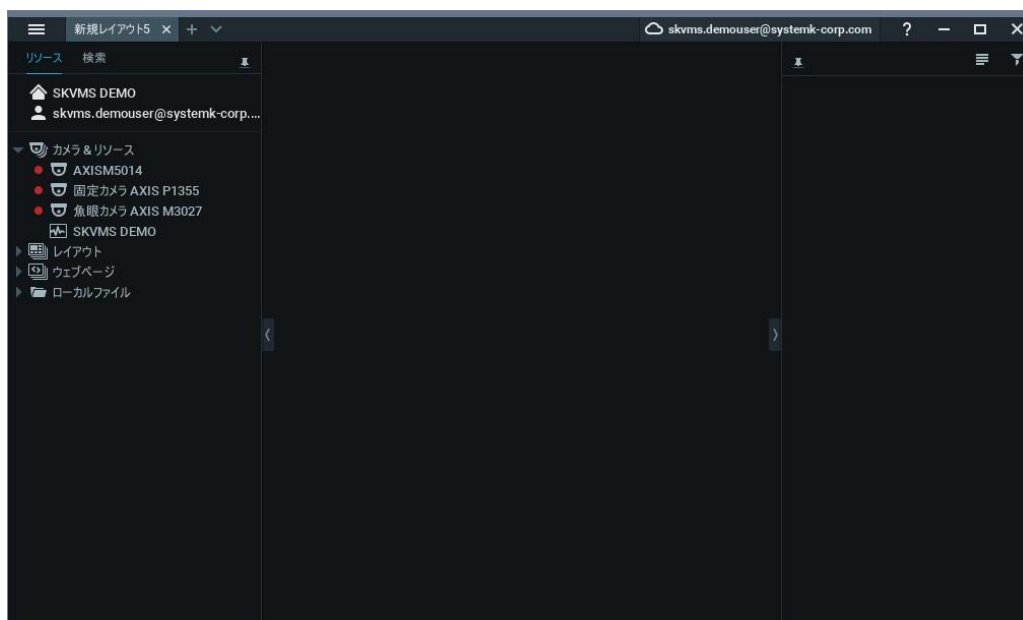 新規レイアウト5
skvms.demouser@systemk-corp.com
?
リソース 検索
SKVMS DEMO
skvms.demouser@systemk-corp....
カメラ & リソース
AXISM5014
固定カメラ AXIS P1355
魚眼カメラ AXIS M3027
SKVMS DEMO
レイアウト
ウェブページ
ローカルファイル